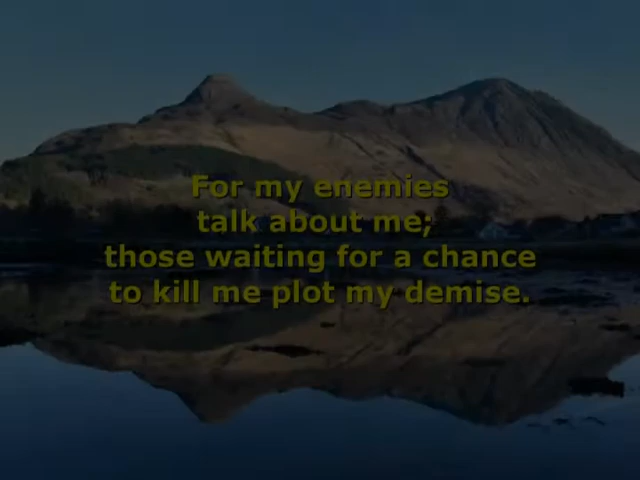 For my enemies
talk about me;
those waiting for a chance
to kill me plot my demise.